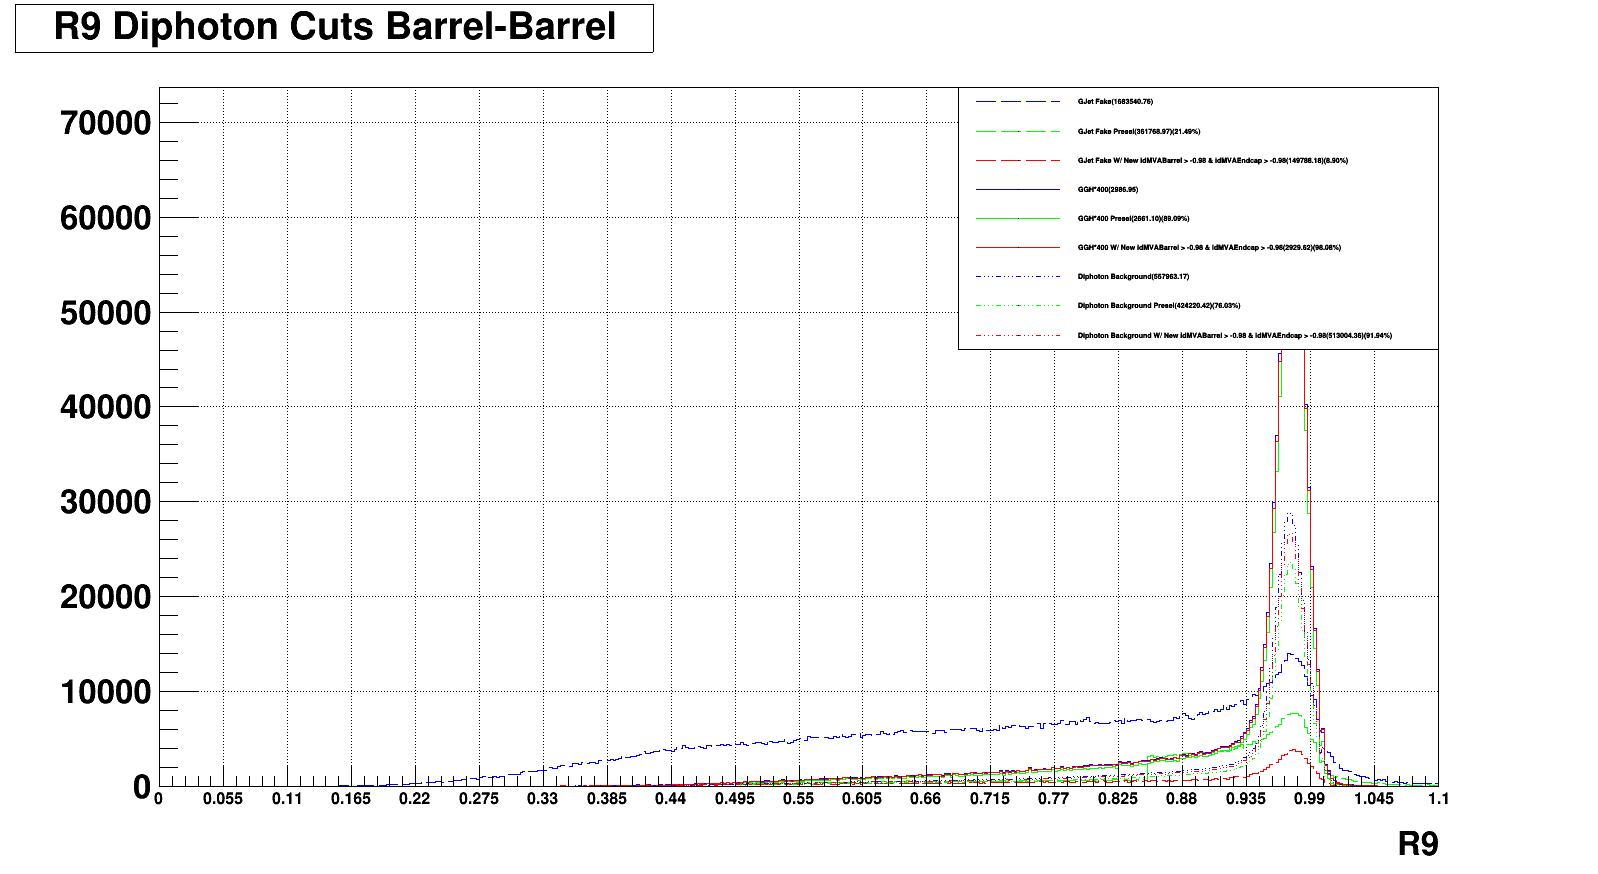 R9 Diphoton Cuts Barrel-Barrel
70000
60000
50000
40000
30000
20000
10000
0
GJet Fake(1683540.76)
GJet Fake Presel(361768.97)(21.49%)
GJet Fake W/ New idMVABarrel > -0.98 & idMVAEndcap > -0.98(149788.18)(8.90%)
GGH*400(2986.95)
GGH*400 Presel(2661.10)(89.09%)
GGH*400 W/ New idMVABarrel > -0.98 & idMVAEndcap > -0.98(2929.62)(98.08%)
Diphoton Background(557963.17)
Diphoton Background Presel(424220.42)(76.03%)
Diphoton Background W/ New idMVABarrel > -0.98 & idMVAEndcap > -0.98(513004.36)(91.94%)
0 0.055 0.11 0.165 0.22 0.275 0.33 0.385 0.44 0.495 0.55 0.605 0.66 0.715 0.77 0.825 0.88 0.935 0.99 1.045 1.1
R9